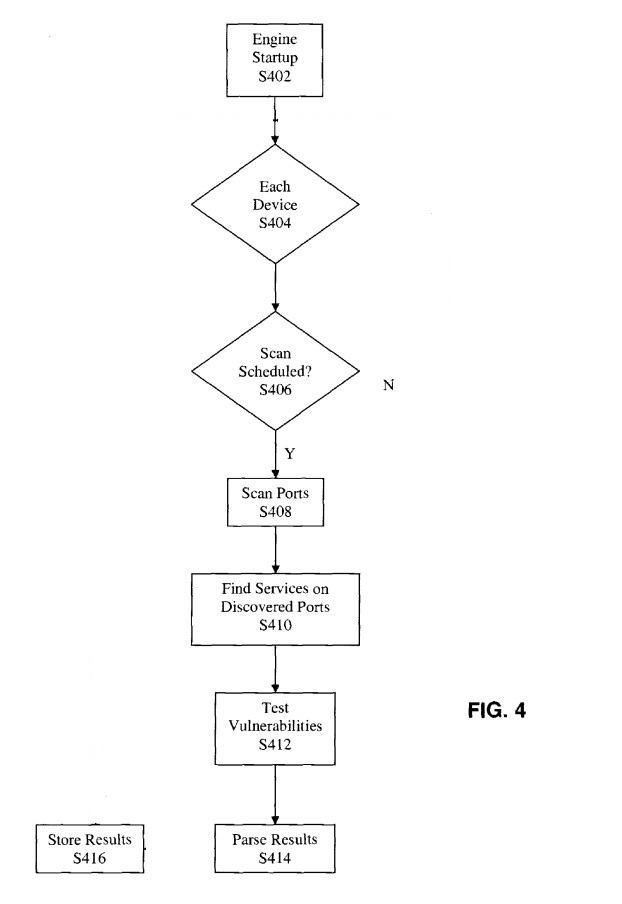 Engine
Startup
S402
Each
Device
S404
Scan
Scheduled?
S406
N
Y
Scan Ports
S408
Find Services on
Discovered Ports
S410
Test
Vulnerabilities
S412
FIG. 4
Store Results
S416
Parse Results
S414